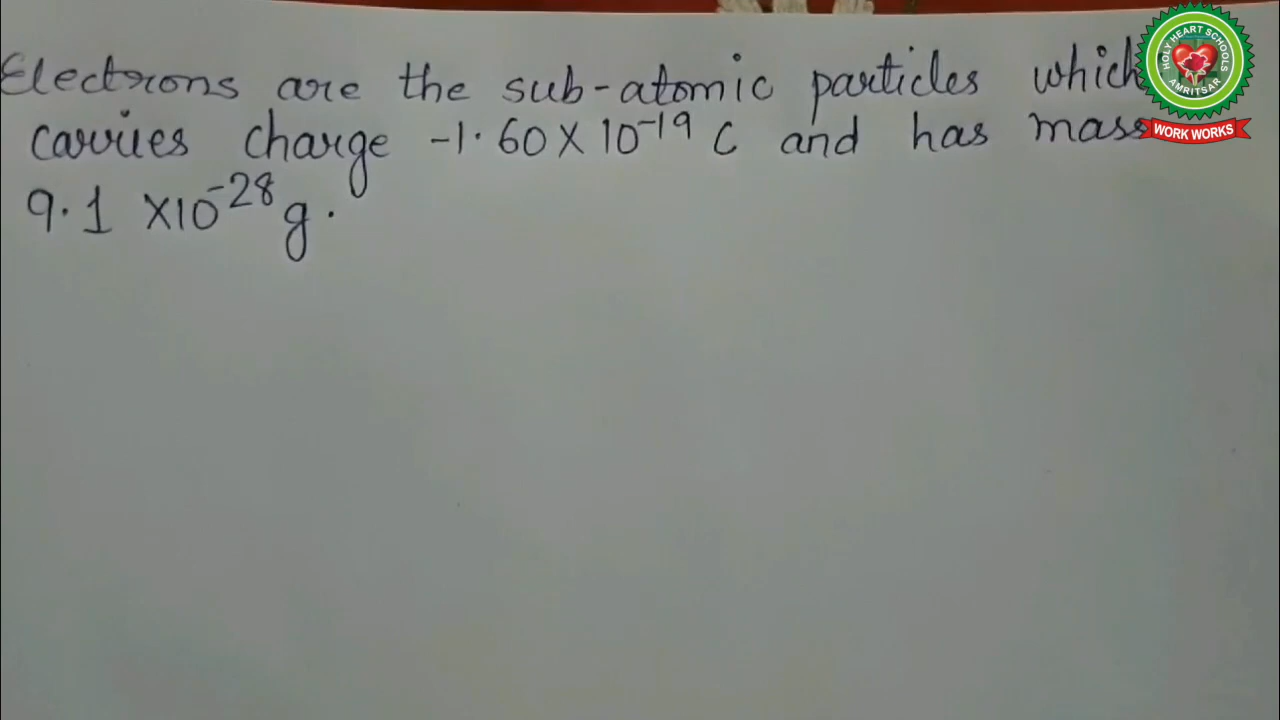 Electrons are the sub-atomic particles which
carries charge -1.60 X 10⁻¹⁹ C and has mass
9.1 X10⁻²⁸ g.
HOLY HEART SCHOOLS
AMRITSAR
WORK WORKS